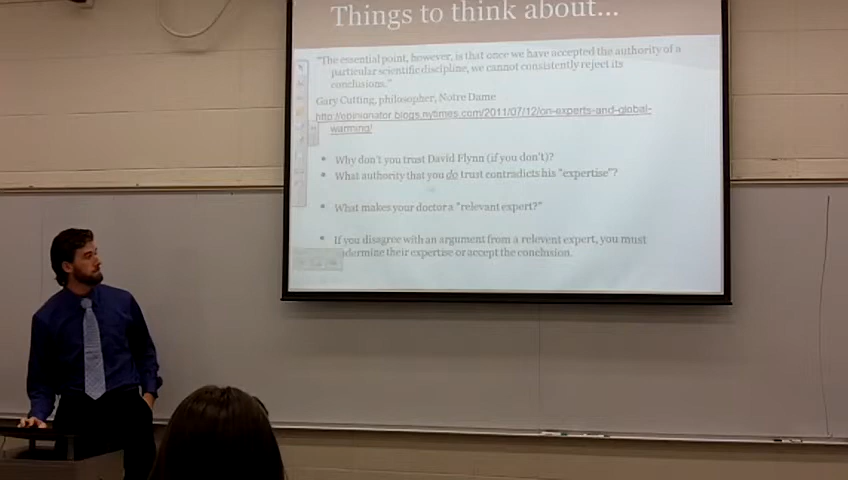 Things to think about...
"The essential point, however, is that once we have accepted the authority of a
particular scientific discipline, we cannot consistently reject its
conclusions."
Gary Cutting, philosopher, Notre Dame
http://opinionator.blogs.nytimes.com/2011/07/12/on-experts-and-global-
warming/
• Why don't you trust David Flynn (if you don't)?
• What authority that you do trust contradicts his "expertise"?
• What makes your doctor a "relevant expert?"
• If you disagree with an argument from a relevent expert, you must
dermine their expertise or accept the conclusion.